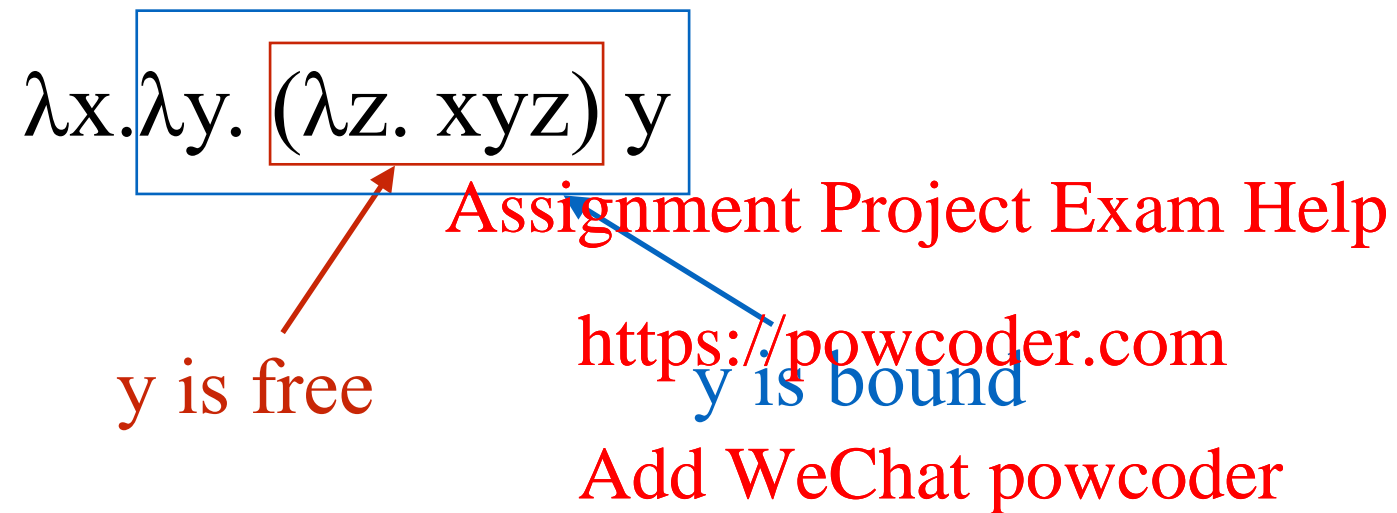 λx.λy. (λz. xyz) y
Assignment Project Exam Help
https://powcoder.com
y is free
y is bound
Add WeChat powcoder